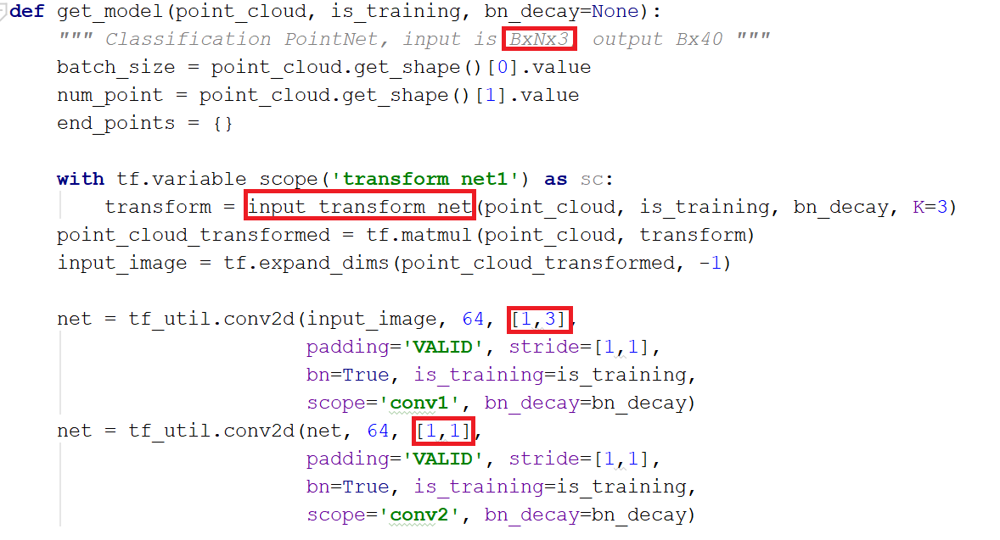 def get_model(point_cloud, is_training, bn_decay=None):
    """ Classification PointNet, input is BxNx3, output Bx40 """
    batch_size = point_cloud.get_shape()[0].value
    num_point = point_cloud.get_shape()[1].value
    end_points = {}

    with tf.variable_scope('transform_net1') as sc:
        transform = input_transform_net(point_cloud, is_training, bn_decay, K=3)
    point_cloud_transformed = tf.matmul(point_cloud, transform)
    input_image = tf.expand_dims(point_cloud_transformed, -1)

    net = tf_util.conv2d(input_image, 64, [1,3],
                         padding='VALID', stride=[1,1],
                         bn=True, is_training=is_training,
                         scope='conv1', bn_decay=bn_decay)
    net = tf_util.conv2d(net, 64, [1,1],
                         padding='VALID', stride=[1,1],
                         bn=True, is_training=is_training,
                         scope='conv2', bn_decay=bn_decay)